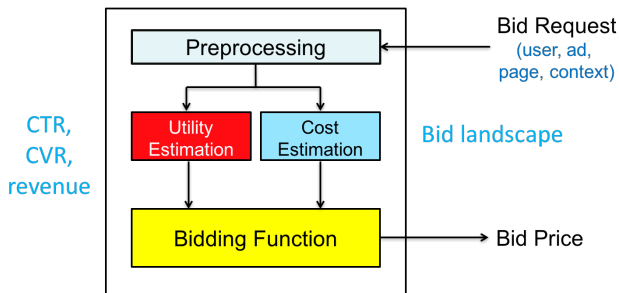 Preprocessing
Bid Request
(user, ad,
page, context)
CTR,
CVR,
revenue
Utility
Estimation
Cost
Estimation
Bid landscape
Bidding Function
Bid Price